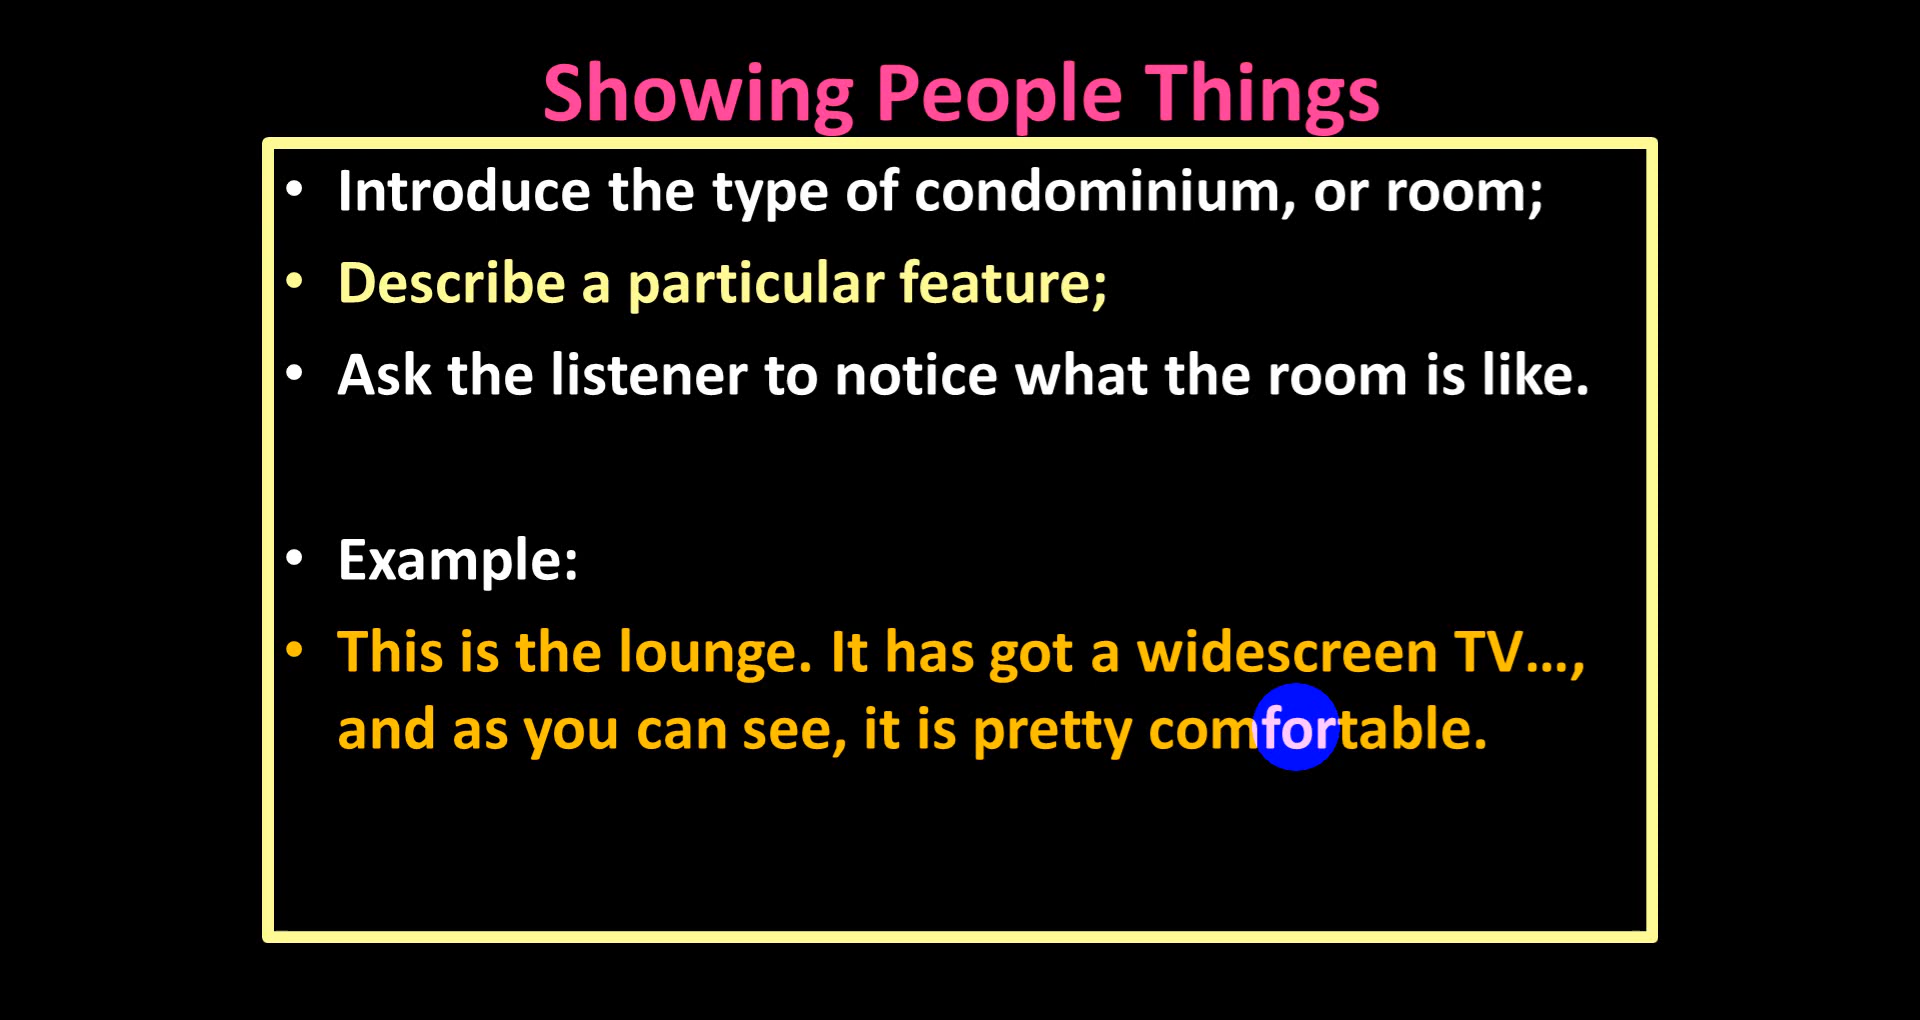 Showing People Things
• Introduce the type of condominium, or room;
• Describe a particular feature;
• Ask the listener to notice what the room is like.
• Example:
• This is the lounge. It has got a widescreen TV...,
and as you can see, it is pretty comfortable.